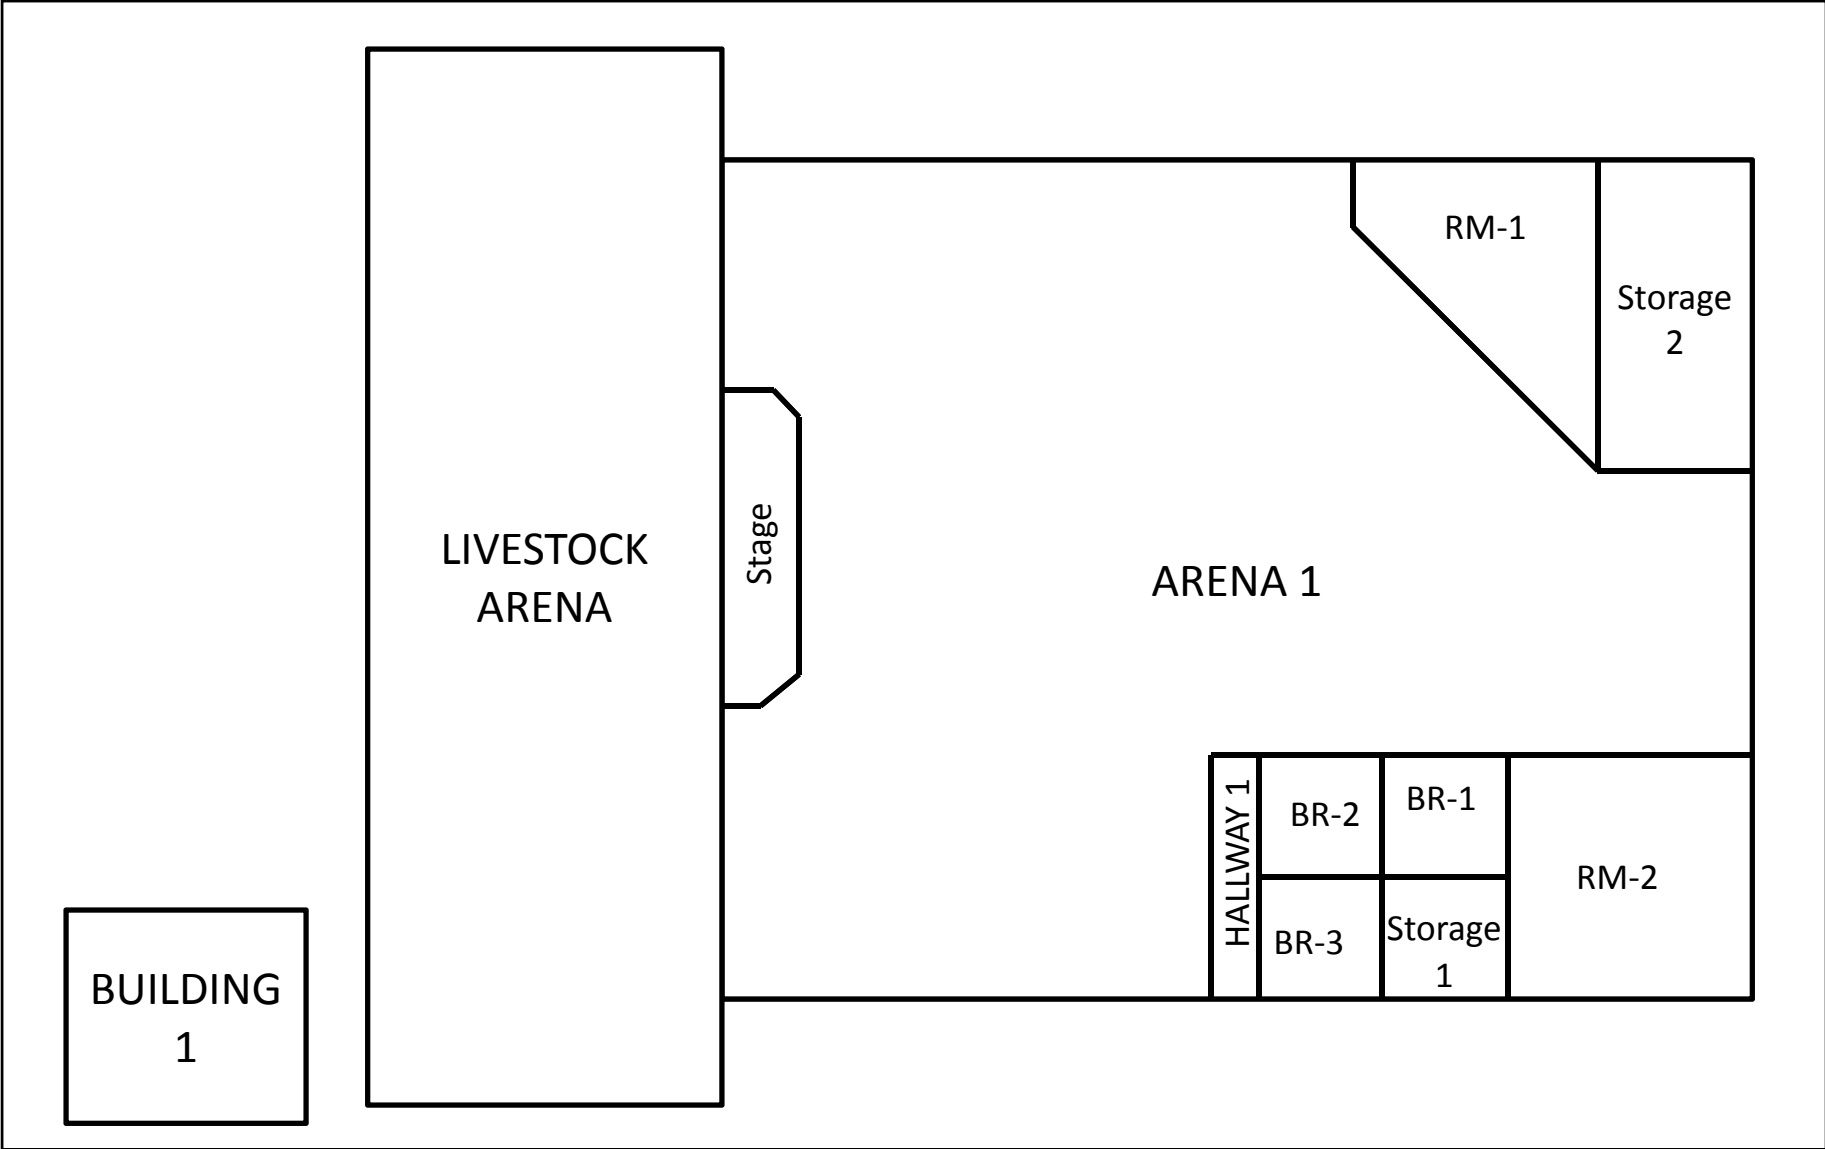 RM-1
Storage
2
LIVESTOCK
ARENA
Stage
ARENA 1
HALLWAY 1
BR-2
BR-1
RM-2
BR-3
Storage
1
BUILDING
1